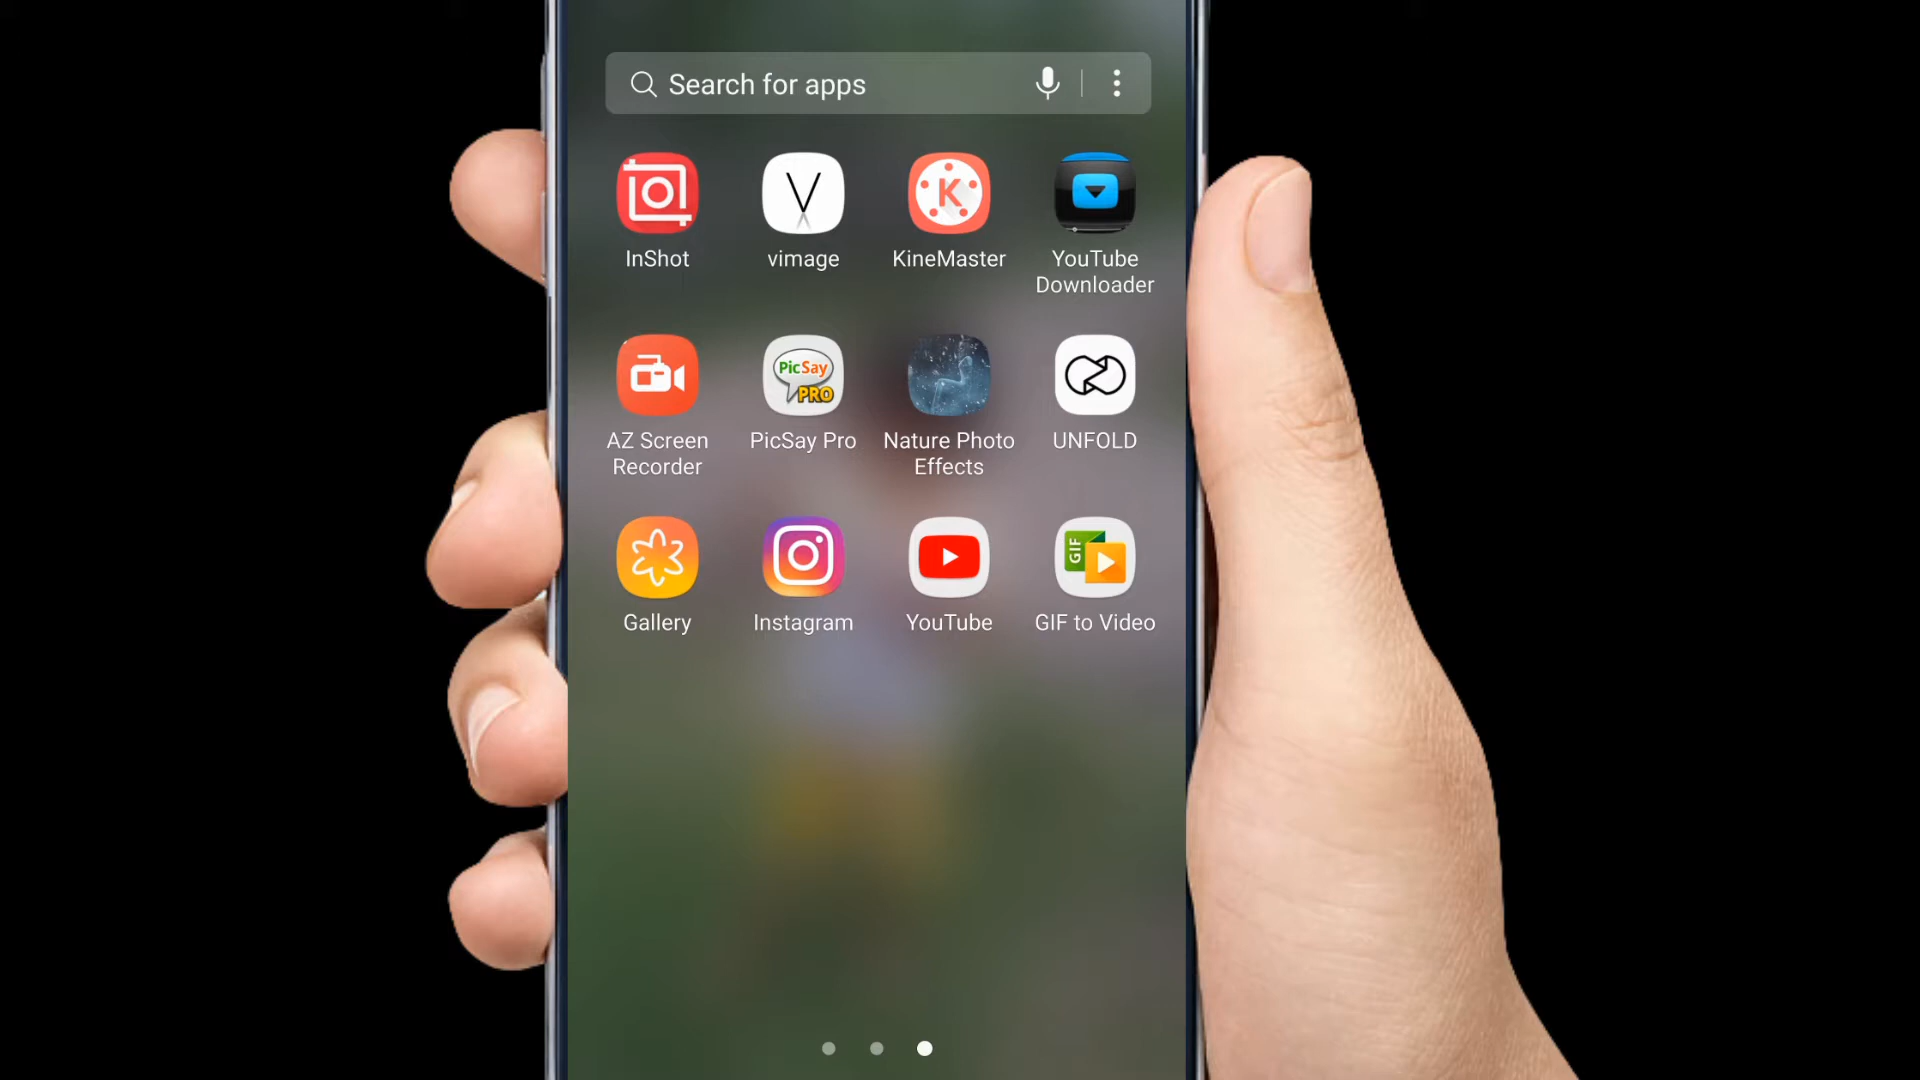 Search for apps
InShot
vimage
KineMaster
YouTube
Downloader
AZ Screen
Recorder
PicSay
PRO
PicSay Pro
Nature Photo
Effects
UNFOLD
Gallery
Instagram
YouTube
GIF
GIF to Video